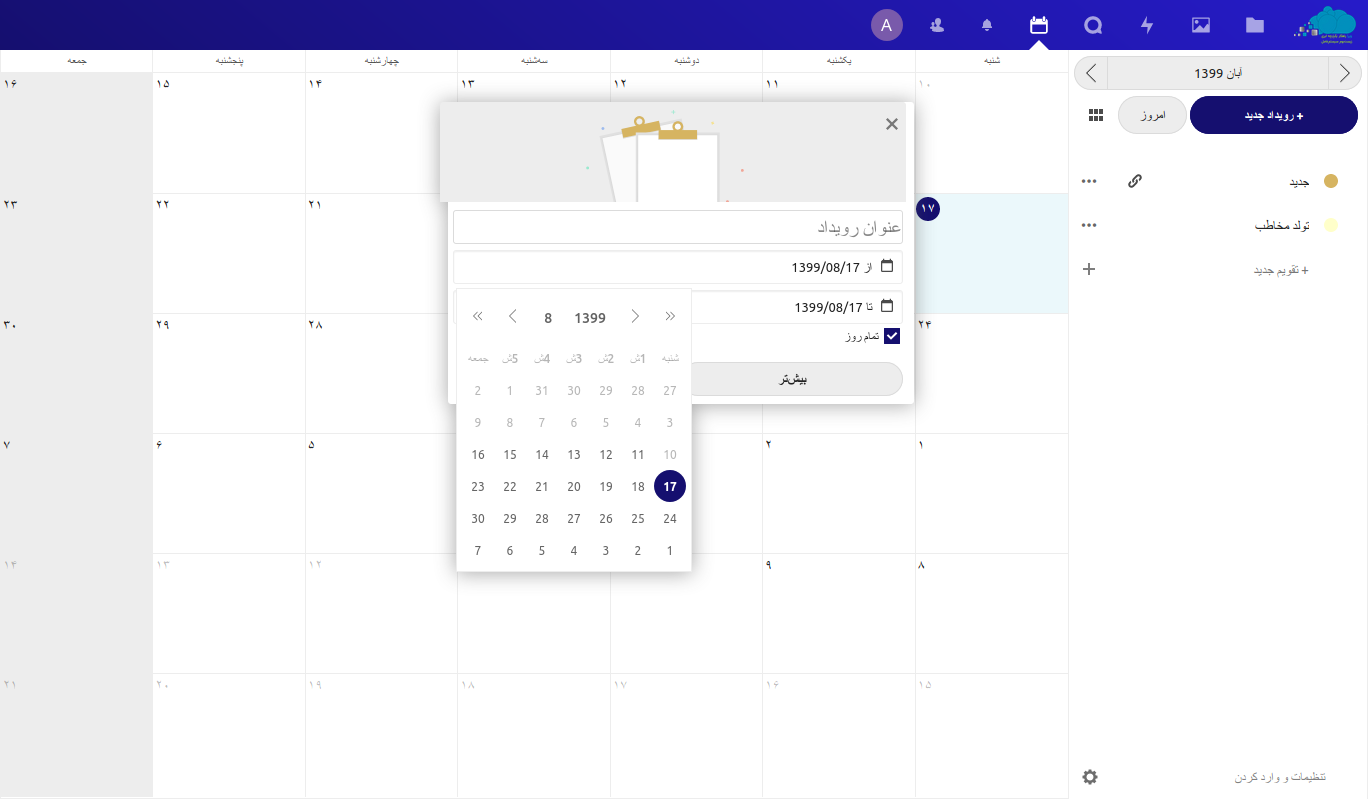 A
آبان 1399
+ رویداد جدید
امروز
جدید
تولد مخاطب
+ تقویم جدید
تنظیمات و وارد کردن
شنبه یکشنبه دوشنبه سه‌شنبه چهارشنبه پنجشنبه جمعه
۱۰ ۱۱ ۱۲ ۱۳ ۱۴ ۱۵ ۱۶
۱۷ ۲۱ ۲۲ ۲۳
۲۴ ۲۸ ۲۹ ۳۰
۱ ۲ ۵ ۶ ۷
۸ ۹ ۱۲ ۱۳ ۱۴
۱۵ ۱۶ ۱۷ ۱۸ ۱۹ ۲۰ ۲۱
عنوان رویداد
از 1399/08/17
تا 1399/08/17
تمام روز
بیش‌تر
1399 8
شنبه 1ش 2ش 3ش 4ش 5ش جمعه
27 28 29 30 31 1 2
3 4 5 6 7 8 9
10 11 12 13 14 15 16
17 18 19 20 21 22 23
24 25 26 27 28 29 30
1 2 3 4 5 6 7